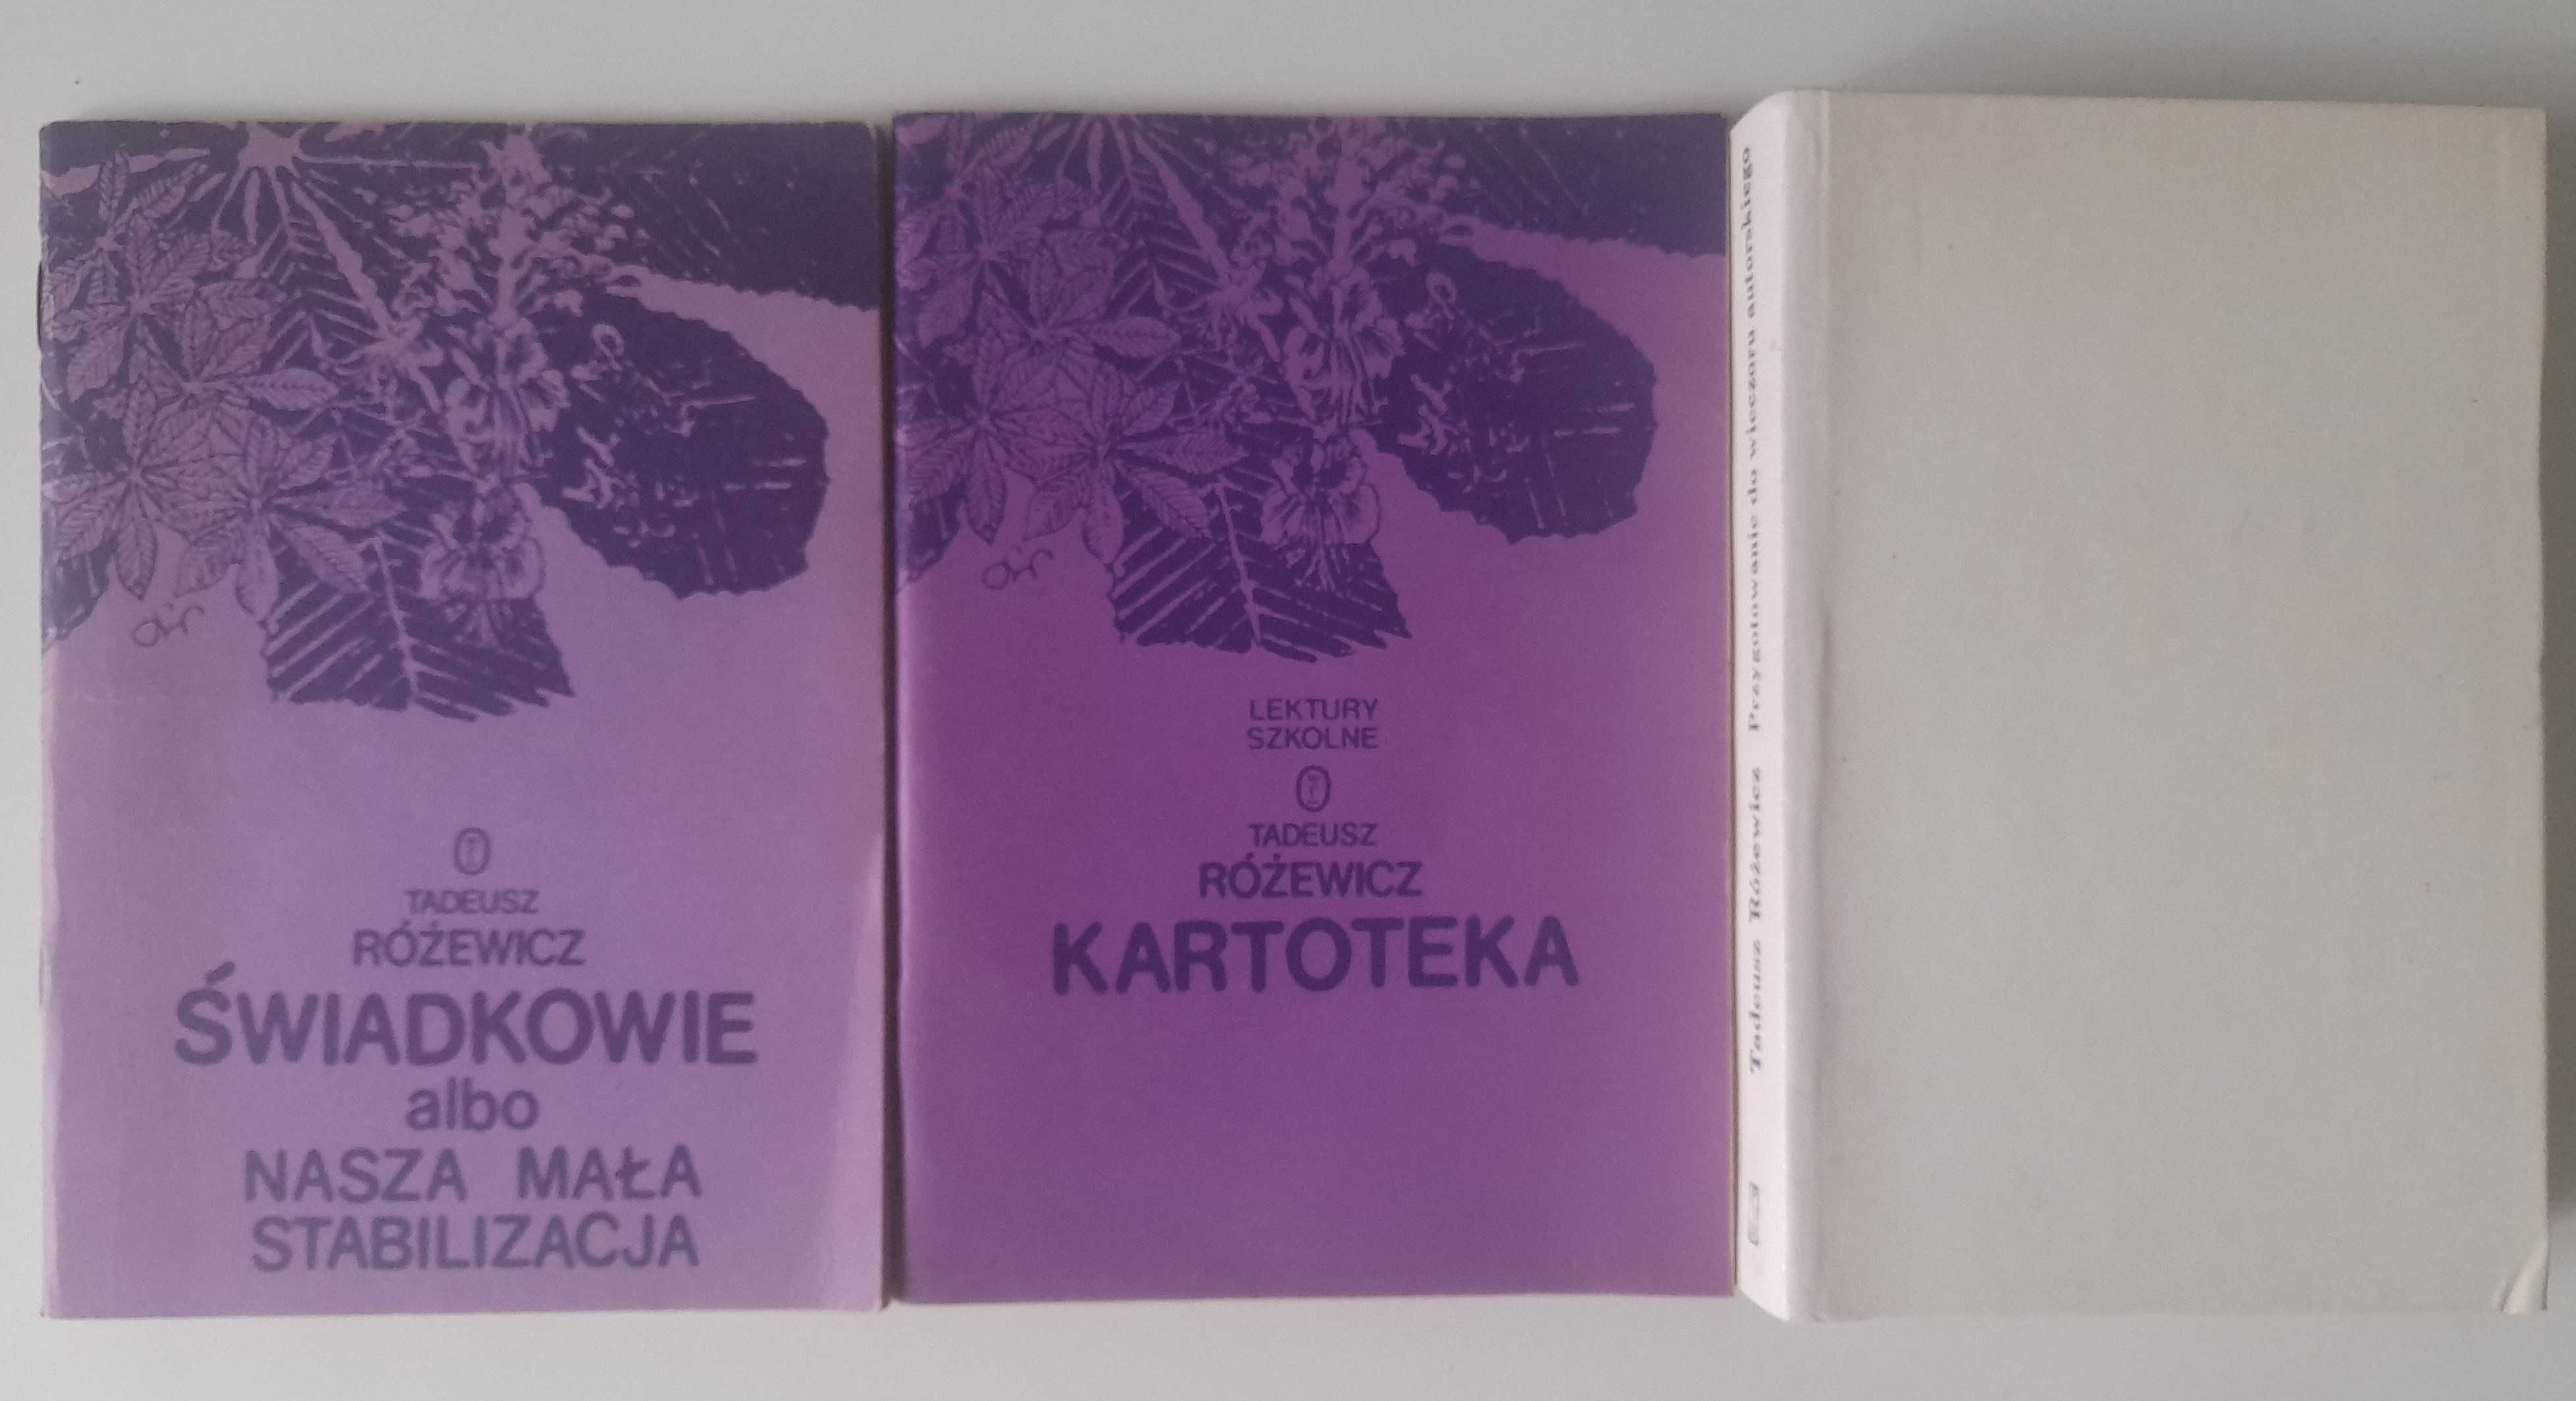 TADEUSZ
RÓŻEWICZ
ŚWIADKOWIE
albo
NASZA MAŁA
STABILIZACJA
LEKTURY
SZKOLNE
TADEUSZ
RÓŻEWICZ
KARTOTEKA
Tadeusz Różewicz Przygotowanie do wieczoru autorskiego